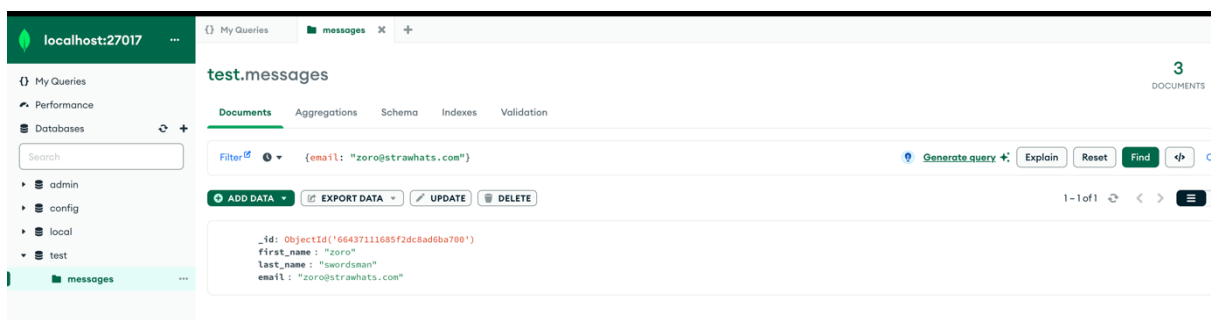 localhost:27017 ...
My Queries
Performance
Databases
Search
admin
config
local
test
messages ...
My Queries messages
test.messages
3
DOCUMENTS
Documents Aggregations Schema Indexes Validation
Filter {email: "zoro@strawhats.com"} Generate query Explain Reset Find </>
ADD DATA EXPORT DATA UPDATE DELETE 1-1 of 1
_id: ObjectId('66437111685f2dc8ad6ba700')
first_name : "zoro"
last_name : "swordsman"
email : "zoro@strawhats.com"